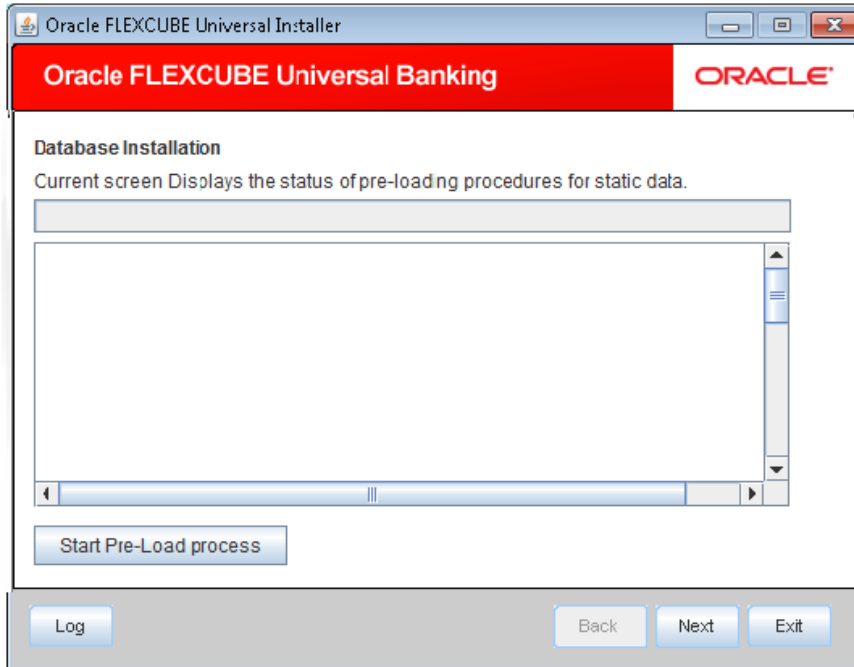 Oracle FLEXCUBE Universal Installer
Oracle FLEXCUBE Universal Banking
ORACLE
Database Installation
Current screen Displays the status of pre-loading procedures for static data.
Start Pre-Load process
Log
Back
Next
Exit